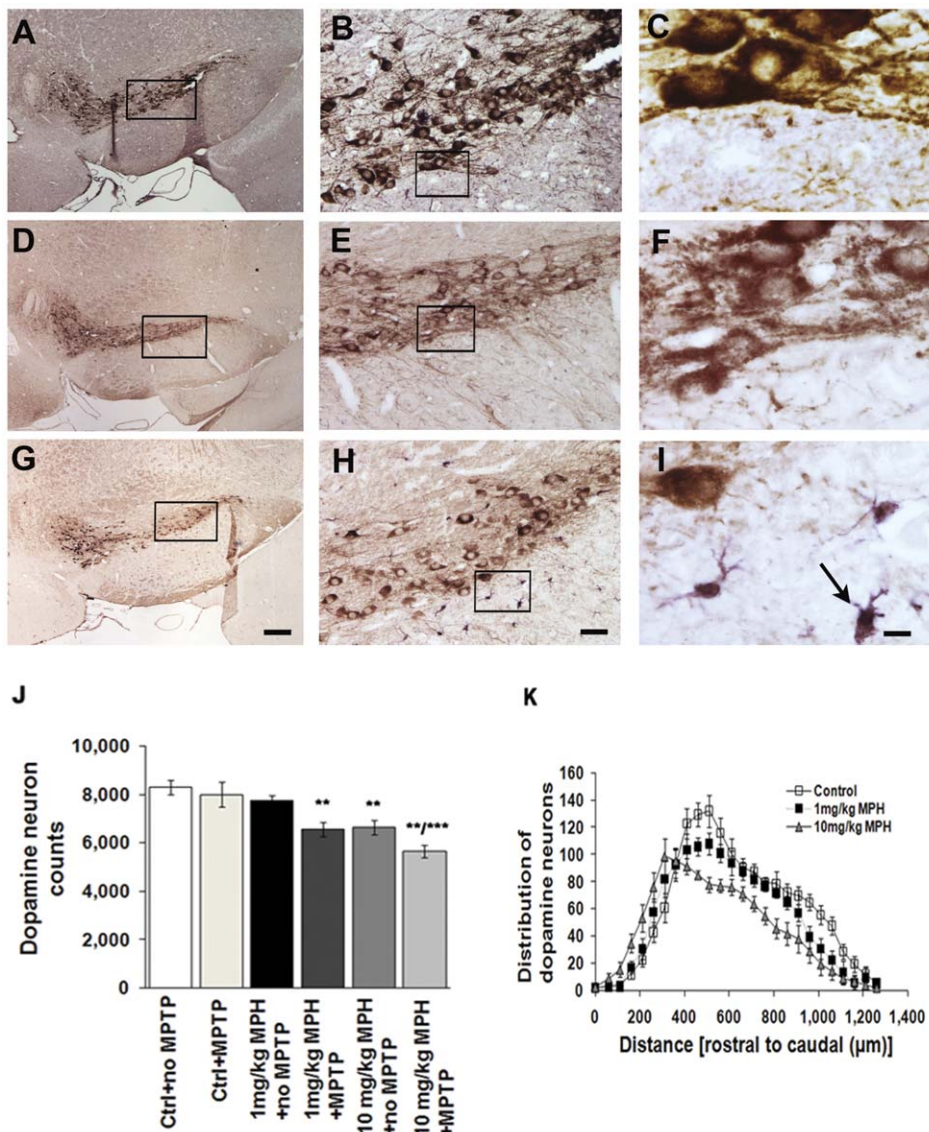 A
B
C
D
E
F
G
H
I
J
Dopamine neuron
counts
10,000
8,000
6,000
4,000
2,000
0
**
**
**/***
Ctrl+no MPTP
Ctrl+MPTP
1mg/kg MPH
+no MPTP
1mg/kg MPH
+MPTP
10 mg/kg MPH
+no MPTP
10 mg/kg MPH
+MPTP
K
Distribution of
dopamine neurons
160
140
120
100
80
60
40
20
0
Control
1mg/kg MPH
10mg/kg MPH
0 200 400 600 800 1,000 1,200 1,400
Distance [rostral to caudal (µm)]